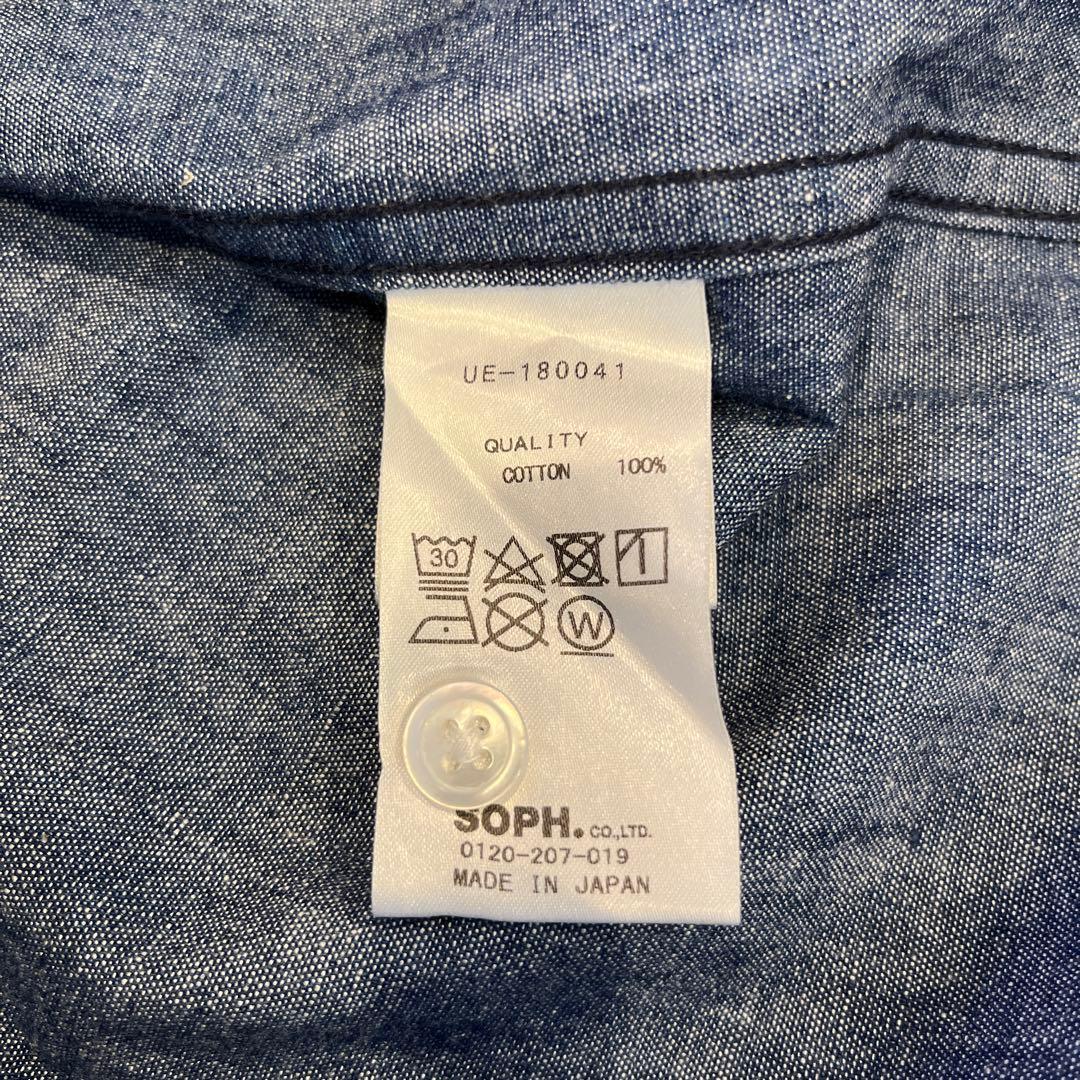 UE-180041
QUALITY
COTTON 100%
30
W
SOPH. CO.,LTD.
0120-207-019
MADE IN JAPAN